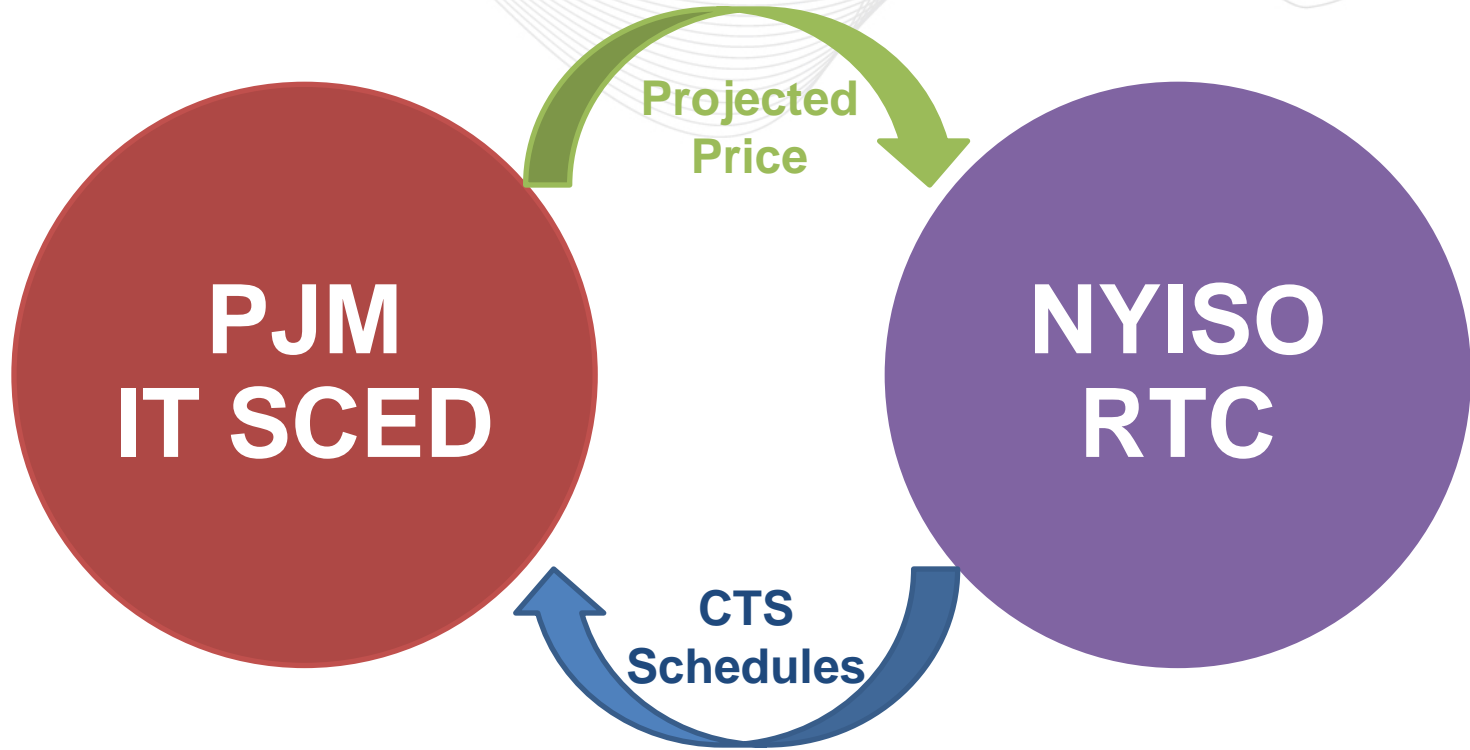 Projected
Price
PJM
IT SCED
NYISO
RTC
CTS
Schedules